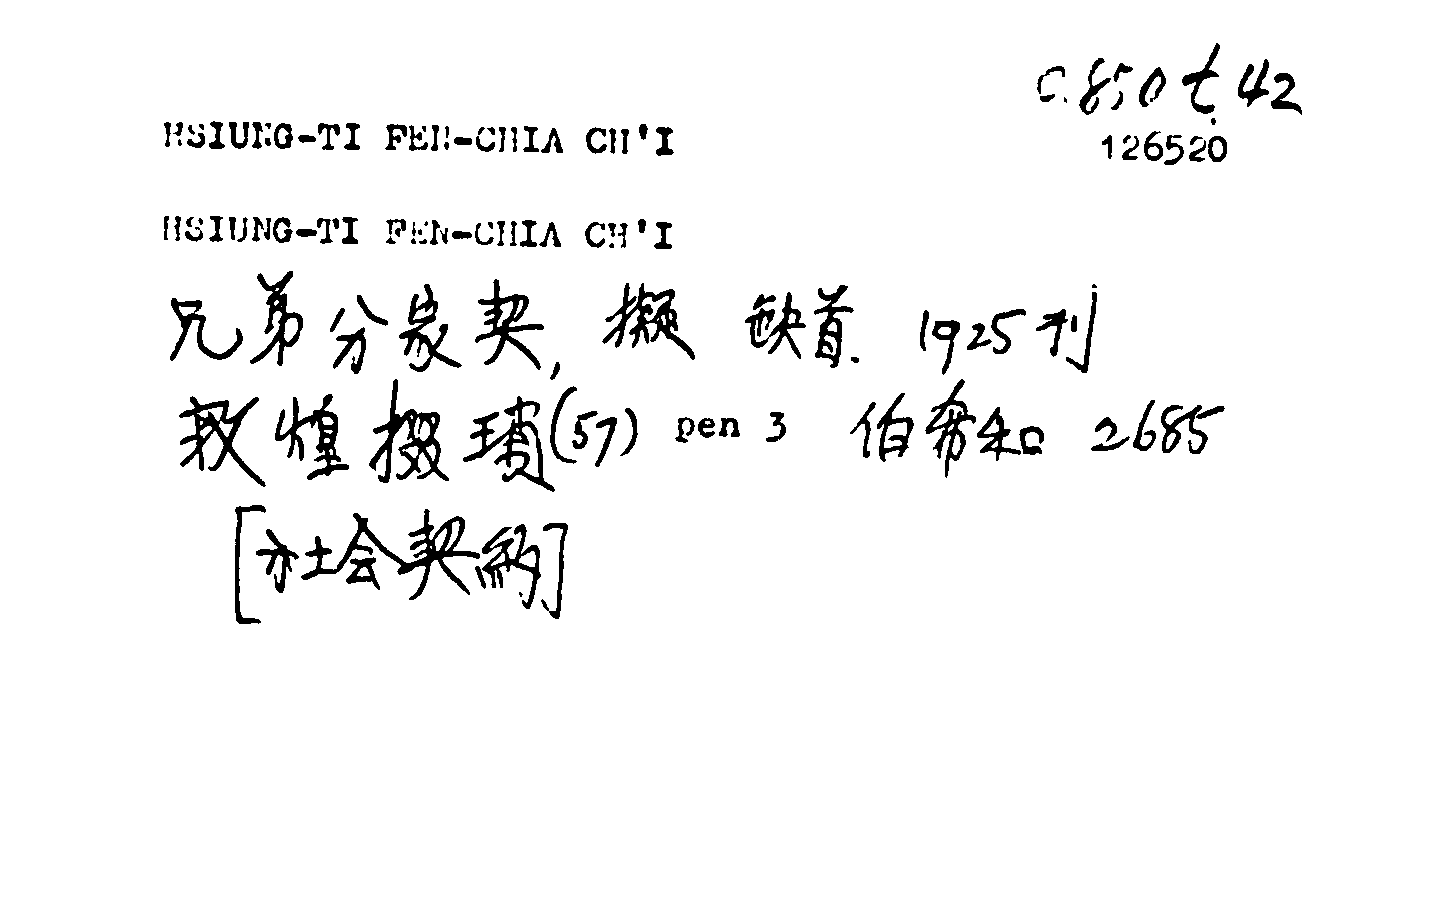 C.850 t.42
126520
HSIUNG-TI FEN-CHIA CH'I
HSIUNG-TI FEN-CHIA CH'I
兄弟分家契, 擬 缺首. 1925刊
敦煌掇瑣(57) pen 3 伯希和 2685
[社会契約]